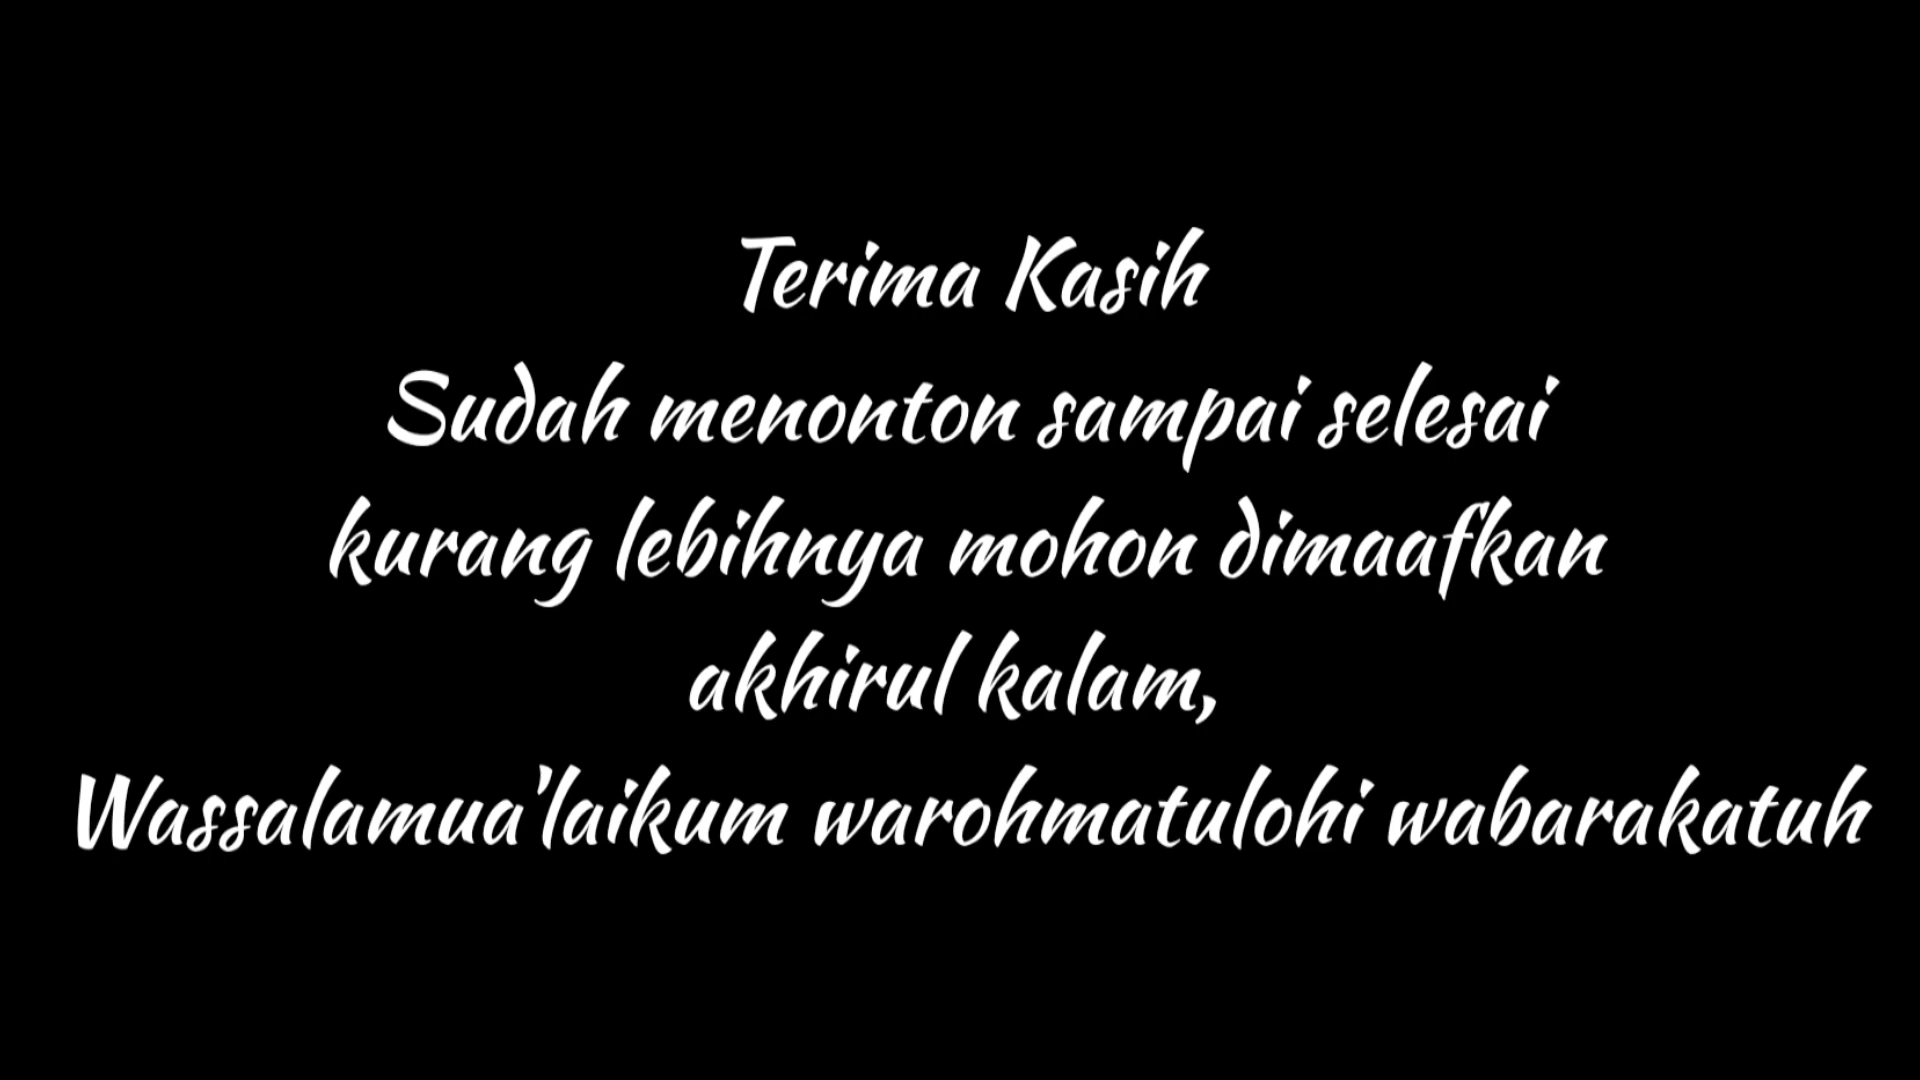 Terima Kasih
Sudah menonton sampai selesai
kurang lebihnya mohon dimaafkan
akhirul kalam,
Wassalamua'laikum warohmatulohi wabarakatuh